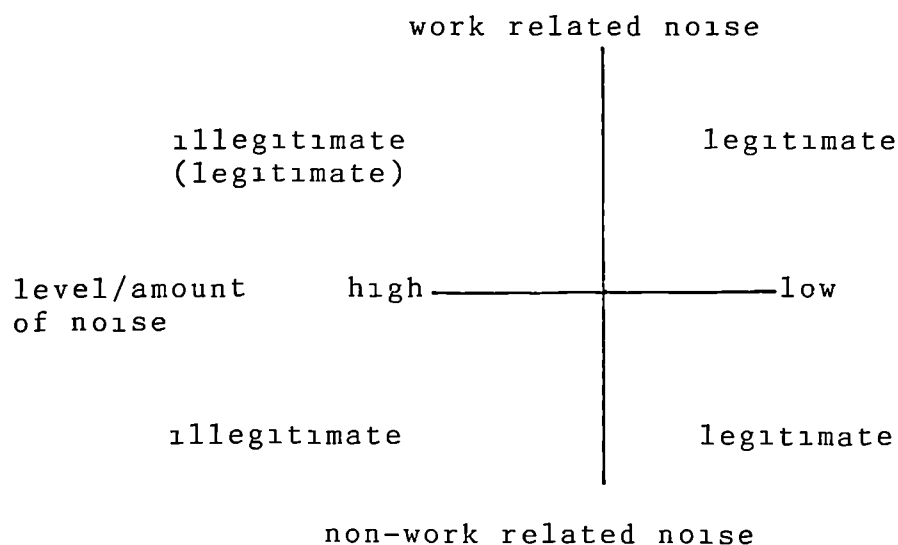 work related noise
illegitimate legitimate
(legitimate)
level/amount high low
of noise
illegitimate legitimate
non-work related noise